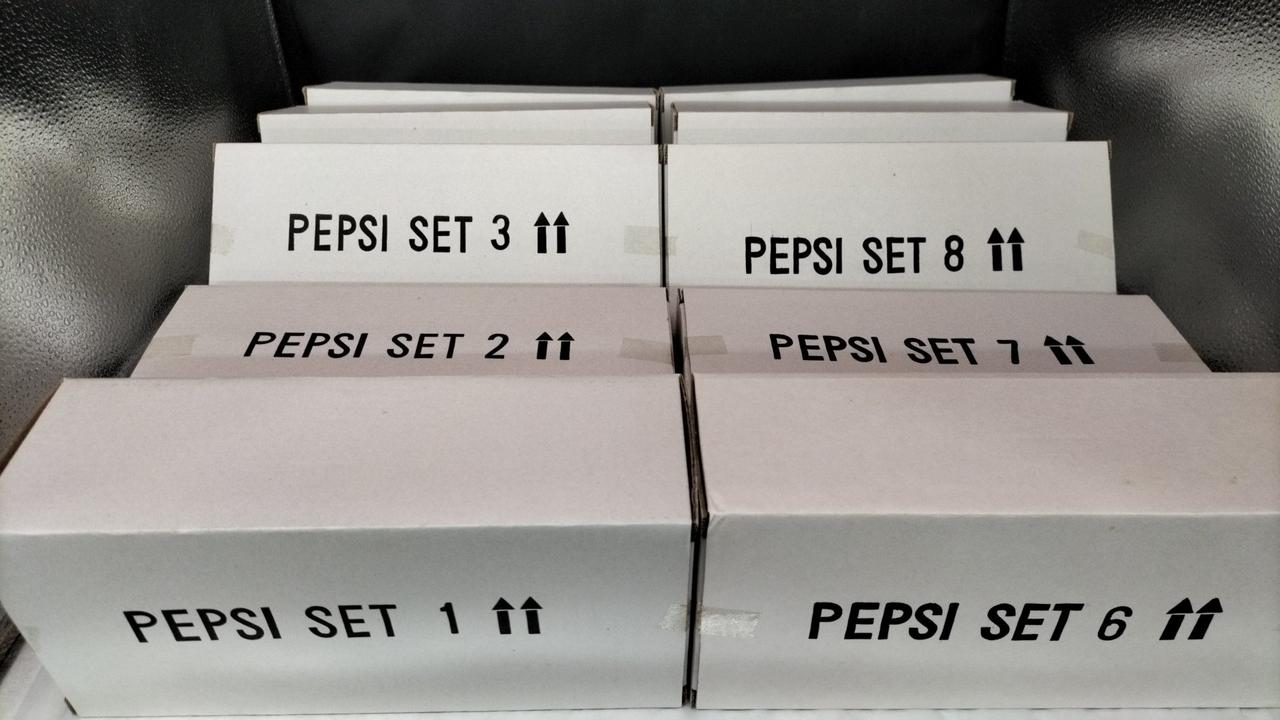 PEPSI SET 3 ⇈
PEPSI SET 8 ⇈
PEPSI SET 2 ⇈
PEPSI SET 7 ⇈
PEPSI SET 1 ⇈
PEPSI SET 6 ⇈